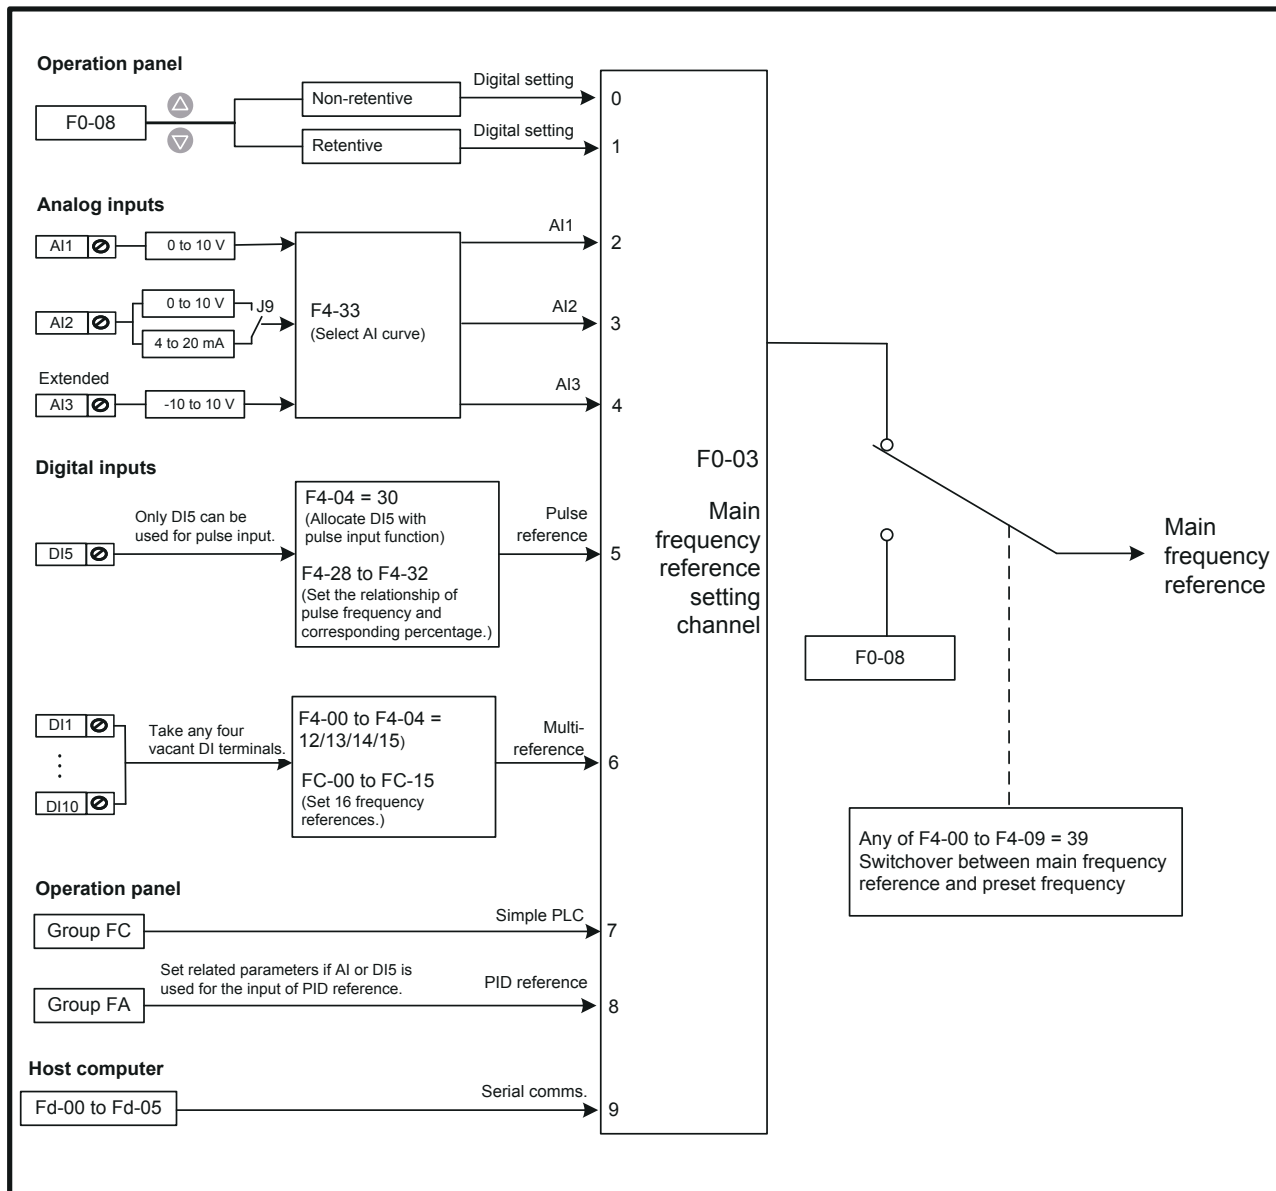 Operation panel
F0-08
Non-retentive
Digital setting
0
Retentive
Digital setting
1
Analog inputs
AI1
0 to 10 V
AI1
2
AI2
0 to 10 V
J9
4 to 20 mA
F4-33
(Select AI curve)
AI2
3
Extended
AI3
-10 to 10 V
AI3
4
Digital inputs
DI5
Only DI5 can be
used for pulse input.
F4-04 = 30
(Allocate DI5 with
pulse input function)
F4-28 to F4-32
(Set the relationship of
pulse frequency and
corresponding percentage.)
Pulse
reference
5
DI1
DI10
Take any four
vacant DI terminals.
F4-00 to F4-04 =
12/13/14/15)
FC-00 to FC-15
(Set 16 frequency
references.)
Multi-
reference
6
Operation panel
Group FC
Simple PLC
7
Group FA
Set related parameters if AI or DI5 is
used for the input of PID reference.
PID reference
8
Host computer
Fd-00 to Fd-05
Serial comms.
9
F0-03
Main
frequency
reference
setting
channel
F0-08
Main
frequency
reference
Any of F4-00 to F4-09 = 39
Switchover between main frequency
reference and preset frequency